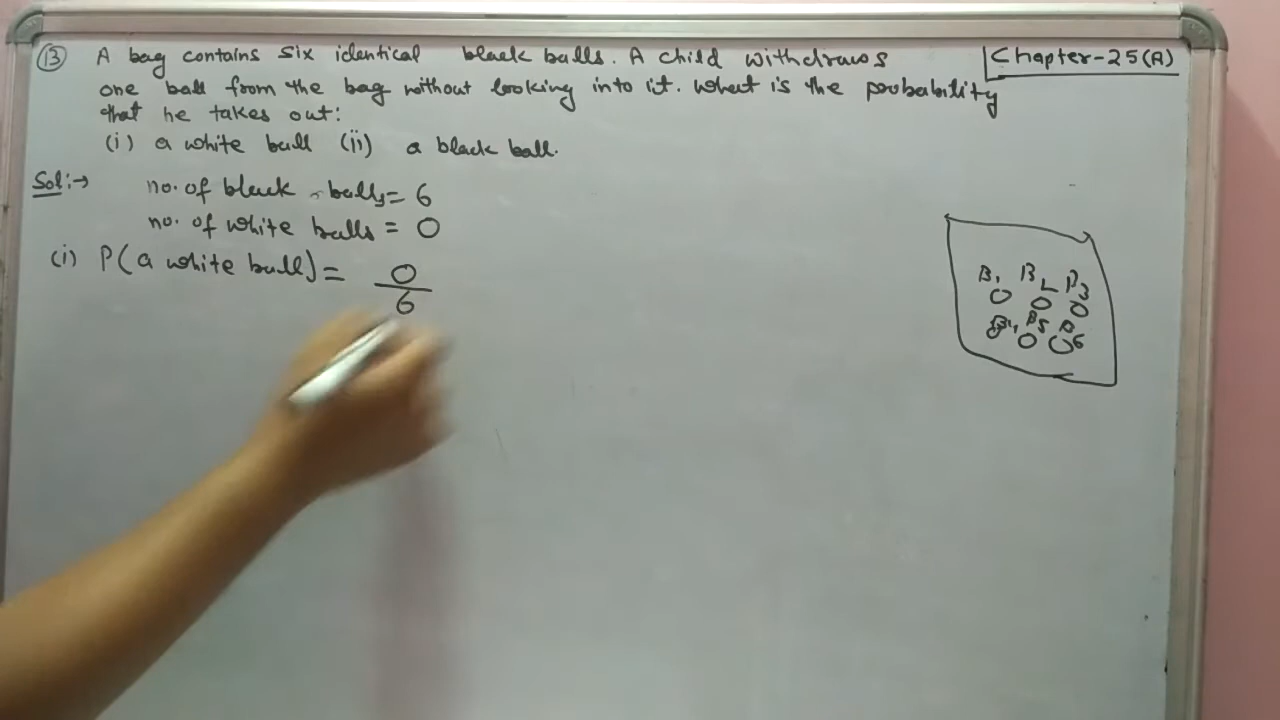 (13) A bag contains six identical black balls. A child withdraws
Chapter-25(A)
one ball from the bag without looking into it. What is the probability
that he takes out:
(i) a white ball (ii) a black ball.
Sol:→ no. of black balls = 6
no. of white balls = 0
(i) P(a white ball) = 0/6
B1 B2 B3
B4 B5 B6